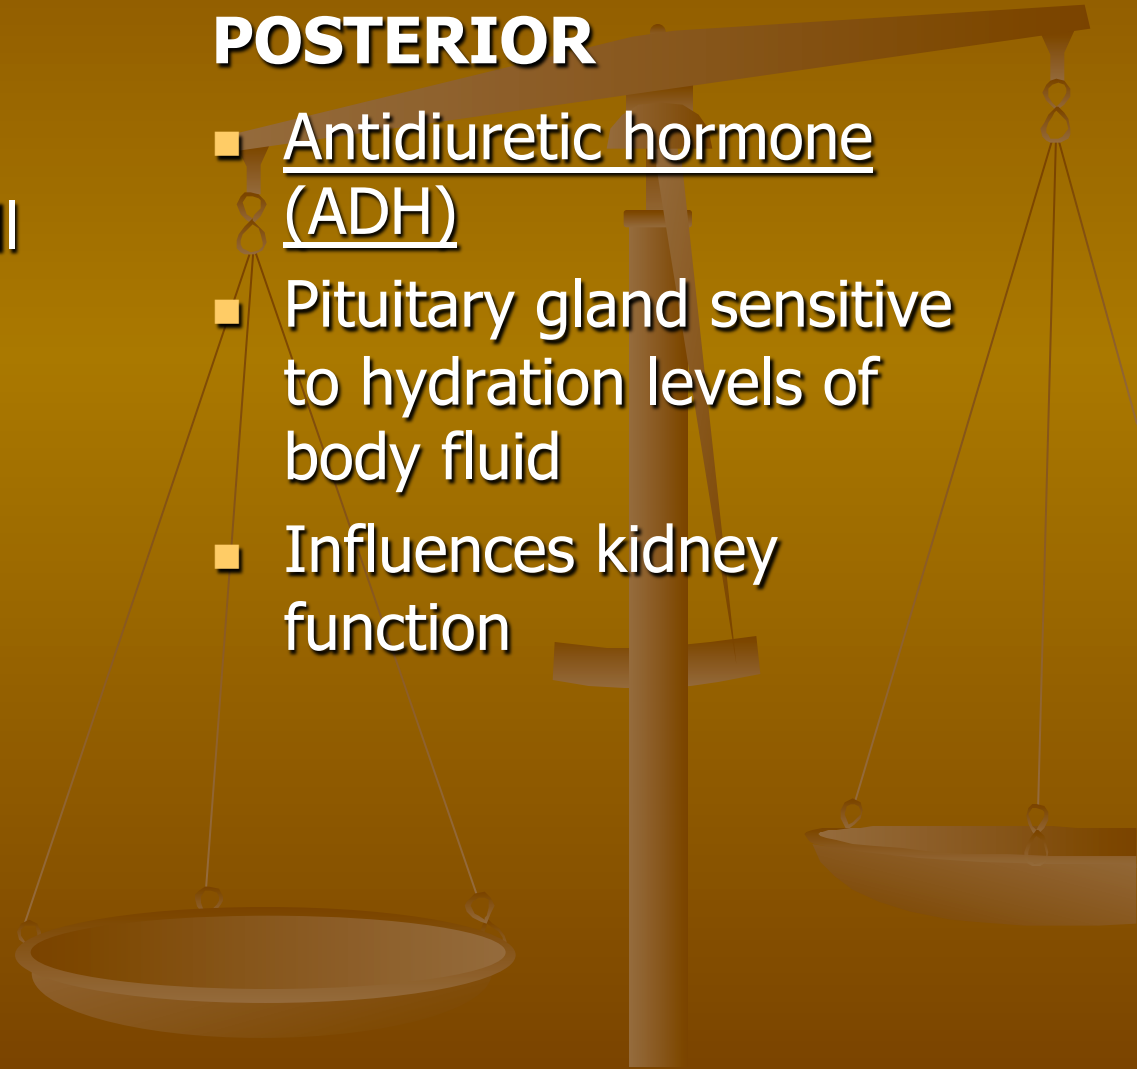 POSTERIOR
Antidiuretic hormone
(ADH)
Pituitary gland sensitive
to hydration levels of
body fluid
Influences kidney
function